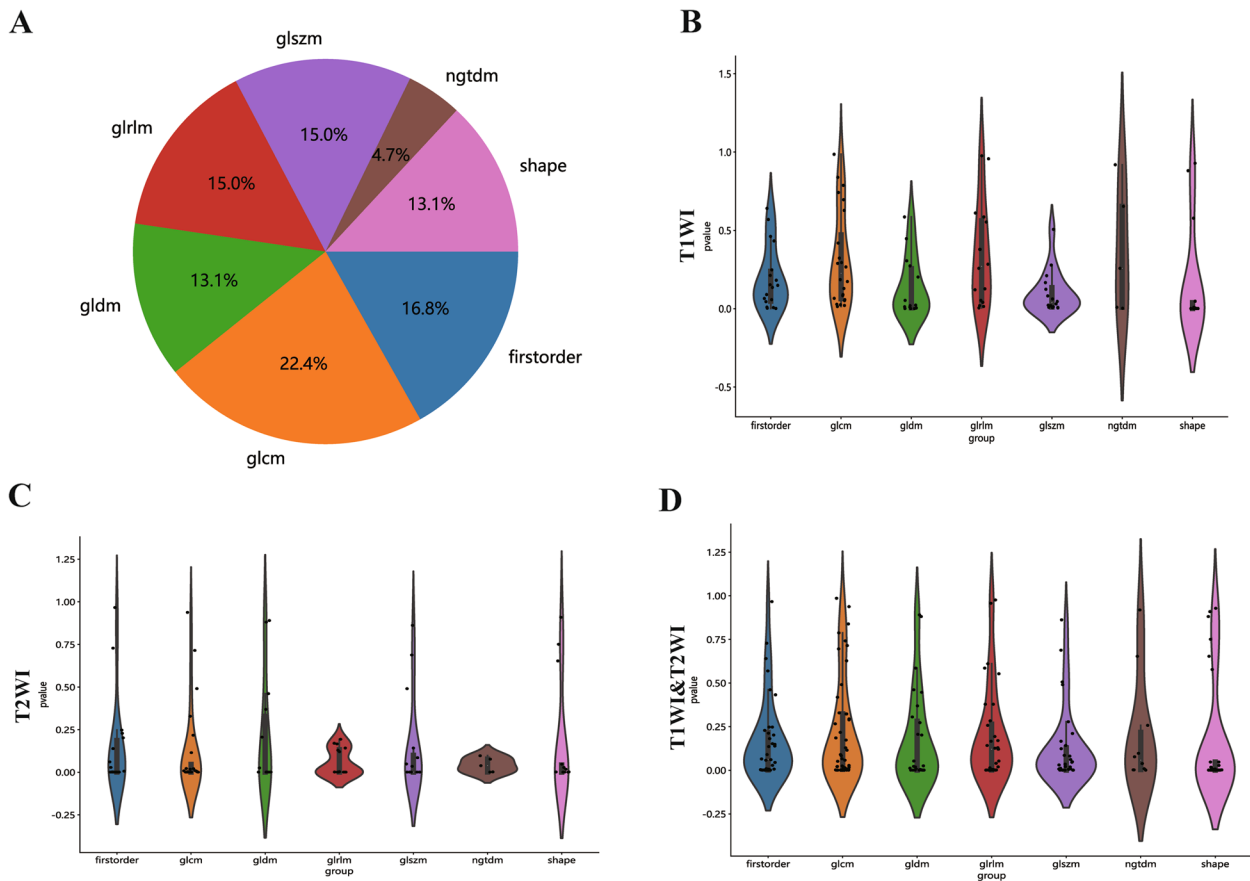 A
glszm
ngtdm
glrlm
shape
15.0%
4.7%
15.0%
13.1%
gldm
13.1%
16.8%
firstorder
22.4%
glcm
B
T1WI
pvalue
1.5
1.0
0.5
0.0
-0.5
firstorder glcm gldm glrlm glszm ngtdm shape
group
C
T2WI
pvalue
1.25
1.00
0.75
0.50
0.25
0.00
-0.25
firstorder glcm gldm glrlm glszm ngtdm shape
group
D
T1WI&T2WI
pvalue
1.25
1.00
0.75
0.50
0.25
0.00
-0.25
firstorder glcm gldm glrlm glszm ngtdm shape
group